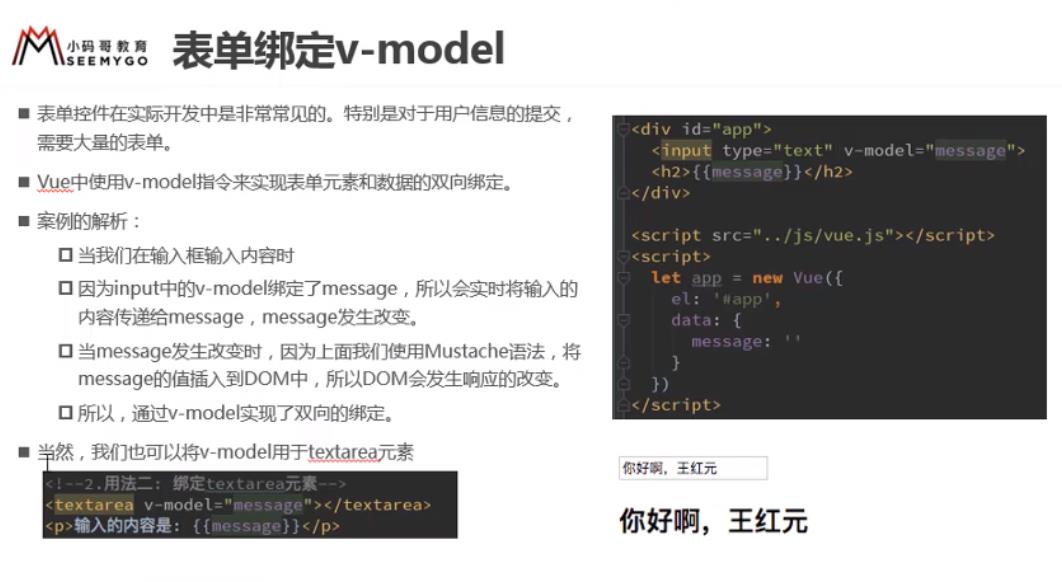 小码哥教育
SEEMYGO
表单绑定v-model
■ 表单控件在实际开发中是非常常见的。特别是对于用户信息的提交，
需要大量的表单。
■ Vue中使用v-model指令来实现表单元素和数据的双向绑定。
■ 案例的解析：
当我们在输入框输入内容时
因为input中的v-model绑定了message，所以会实时将输入的
内容传递给message，message发生改变。
当message发生改变时，因为上面我们使用Mustache语法，将
message的值插入到DOM中，所以DOM会发生响应的改变。
所以，通过v-model实现了双向的绑定。
■ 当然，我们也可以将v-model用于textarea元素
<!--2.用法二: 绑定textarea元素-->
<textarea v-model="message"></textarea>
<p>输入的内容是: {{message}}</p>
<div id="app">
<input type="text" v-model="message">
<h2>{{message}}</h2>
</div>
<script src="../js/vue.js"></script>
<script>
let app = new Vue({
el: '#app',
data: {
message: ''
}
})
</script>
你好啊，王红元
你好啊，王红元